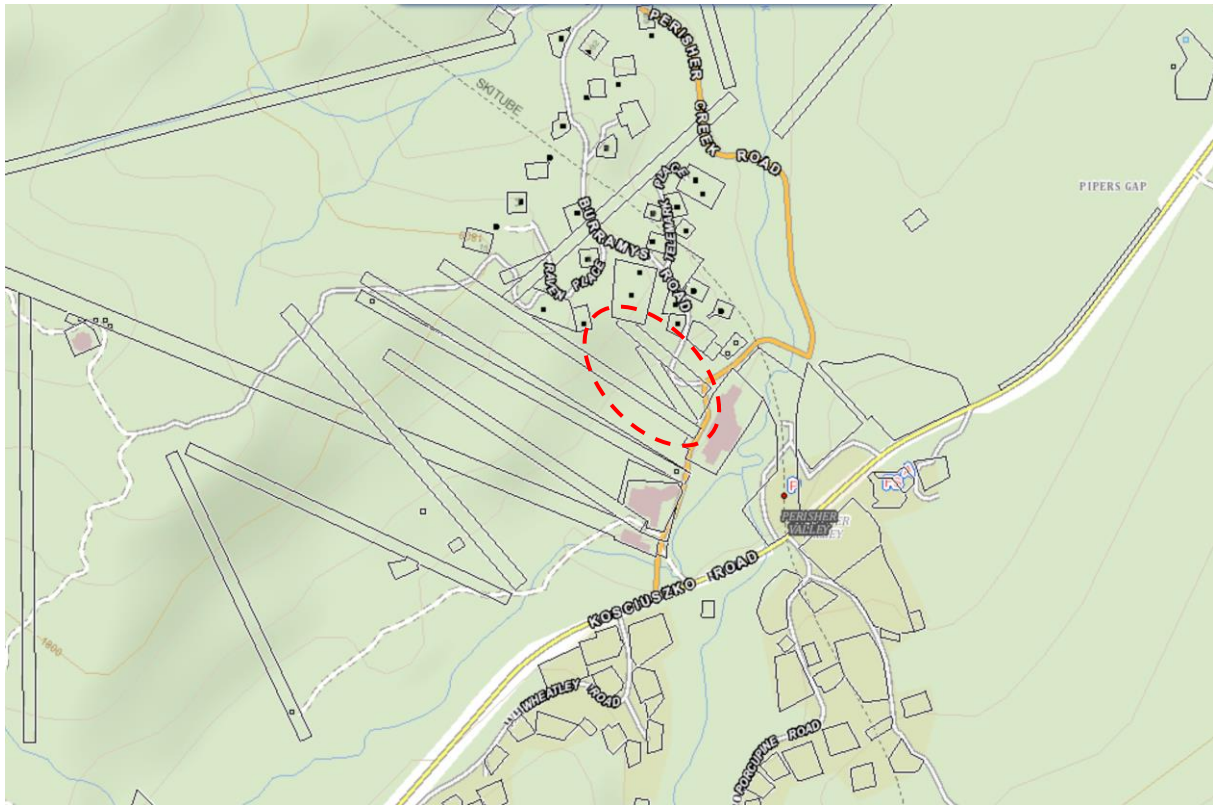 PERISHER CREEK ROAD
SKITUBE
PIPERS GAP
PLACE
TELEMARK
BURRAMYS ROAD
RAVEN PLACE
P
PERISHER
VALLEY
KOSCIUSZKO ROAD
WHEATLEY ROAD
PORCUPINE ROAD
1800